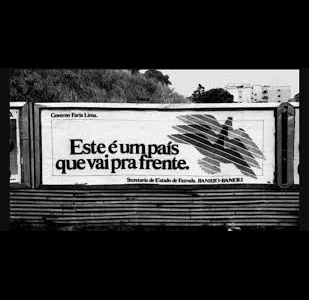 Governo Faria Lima.
Este é um país
que vai pra frente.
Secretaria de Estado de Fazenda. BANERJ-BANERJ.